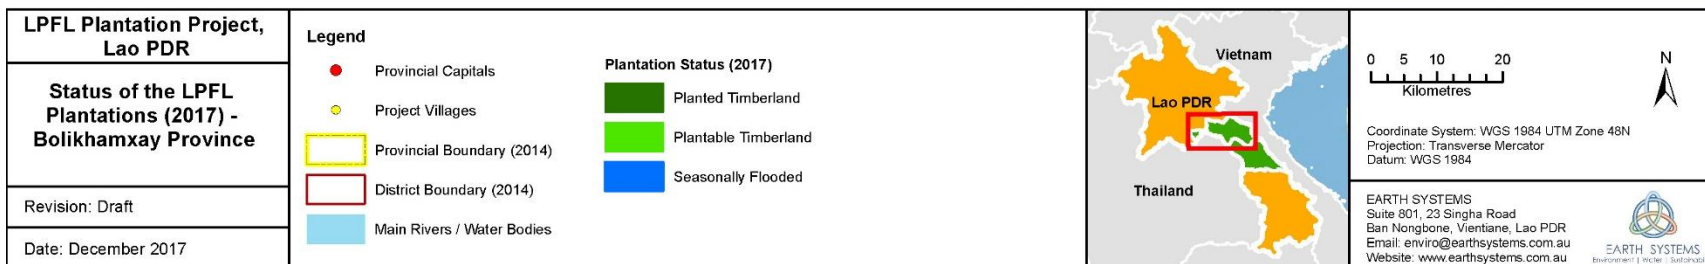 LPFL Plantation Project,
Lao PDR
Status of the LPFL
Plantations (2017) -
Bolikhamxay Province
Revision: Draft
Date: December 2017
Legend
Provincial Capitals
Project Villages
Provincial Boundary (2014)
District Boundary (2014)
Main Rivers / Water Bodies
Plantation Status (2017)
Planted Timberland
Plantable Timberland
Seasonally Flooded
Vietnam
Lao PDR
Thailand
0 5 10 20
Kilometres
N
Coordinate System: WGS 1984 UTM Zone 48N
Projection: Transverse Mercator
Datum: WGS 1984
EARTH SYSTEMS
Suite 801, 23 Singha Road
Ban Nongbone, Vientiane, Lao PDR
Email: enviro@earthsystems.com.au
Website: www.earthsystems.com.au
EARTH SYSTEMS
Environment | Water |